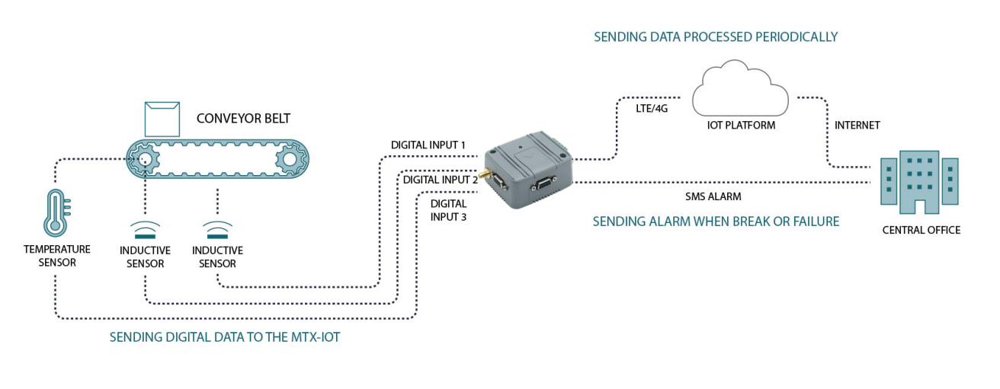 SENDING DATA PROCESSED PERIODICALLY
LTE/4G
IOT PLATFORM
INTERNET
CONVEYOR BELT
DIGITAL INPUT 1
DIGITAL INPUT 2
DIGITAL
INPUT 3
SMS ALARM
SENDING ALARM WHEN BREAK OR FAILURE
CENTRAL OFFICE
TEMPERATURE
SENSOR
INDUCTIVE
SENSOR
INDUCTIVE
SENSOR
SENDING DIGITAL DATA TO THE MTX-IOT